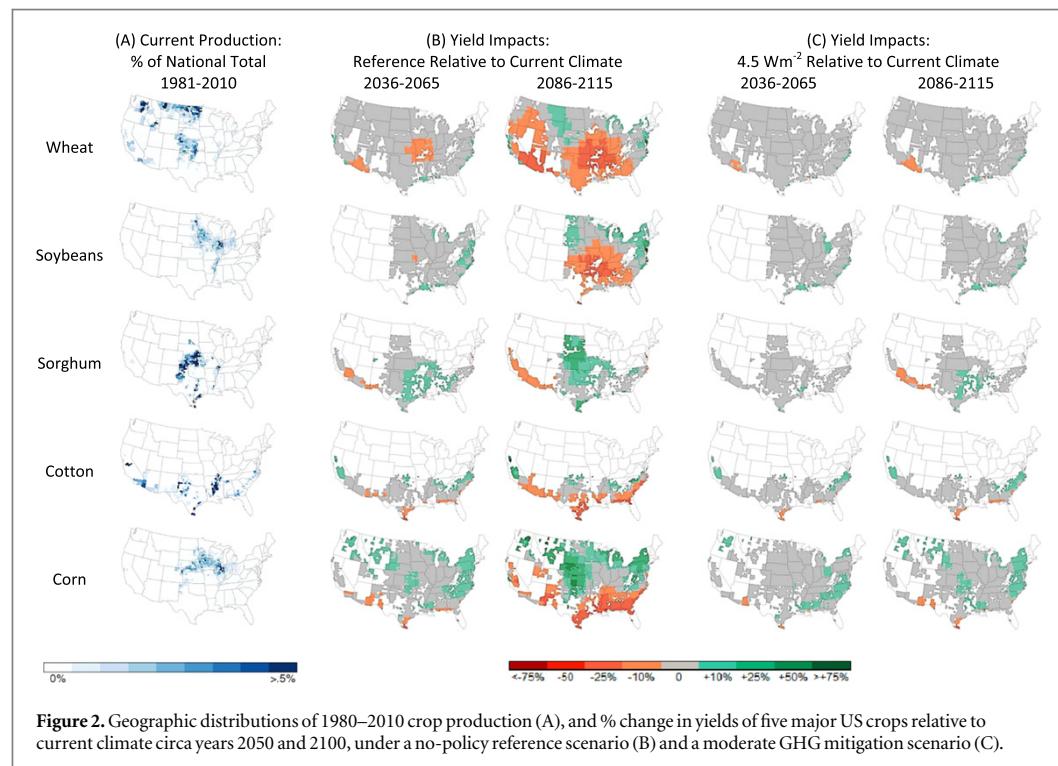 (A) Current Production:
% of National Total
1981-2010
(B) Yield Impacts:
Reference Relative to Current Climate
2036-2065 2086-2115
(C) Yield Impacts:
4.5 Wm-2 Relative to Current Climate
2036-2065 2086-2115
Wheat
Soybeans
Sorghum
Cotton
Corn
0% >.5%
<-75% -50 -25% -10% 0 +10% +25% +50% >+75%
Figure 2. Geographic distributions of 1980–2010 crop production (A), and % change in yields of five major US crops relative to
current climate circa years 2050 and 2100, under a no-policy reference scenario (B) and a moderate GHG mitigation scenario (C).